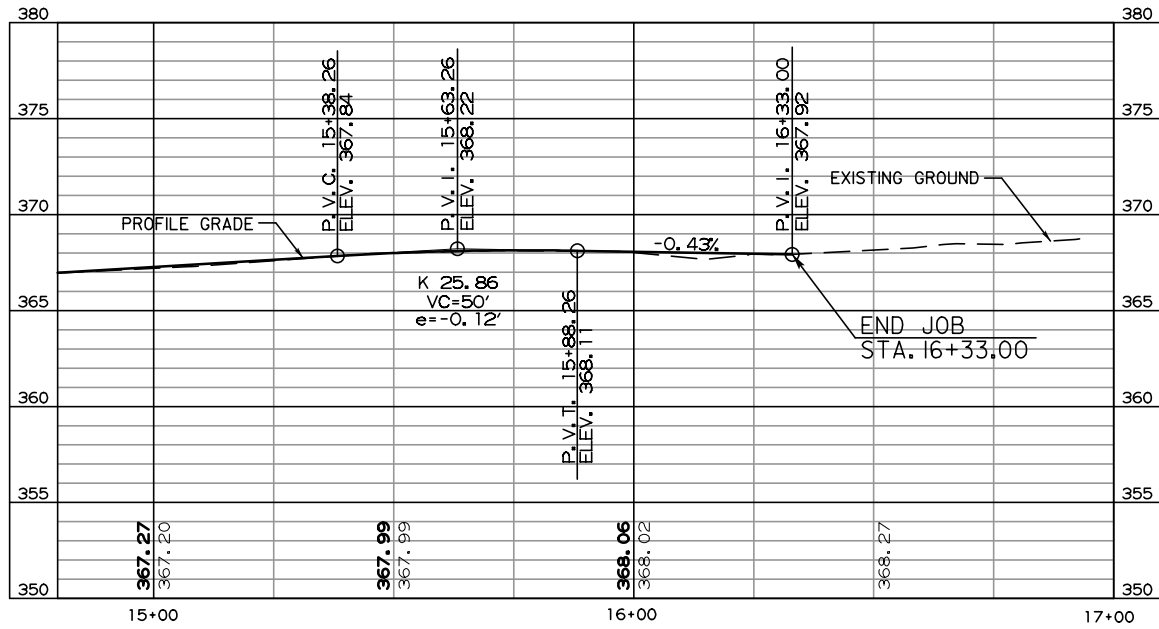 380
380
375
375
370
370
365
365
360
360
355
355
350
350
P.V.C. 15+38.26
ELEV. 367.84
P.V.I. 15+63.26
ELEV. 368.22
P.V.I. 16+33.00
ELEV. 367.92
EXISTING GROUND
PROFILE GRADE
-0.43%
K 25.86
VC=50'
e=-0.12'
P.V.T. 15+88.26
ELEV. 368.11
END JOB
STA. 16+33.00
367.27
367.20
367.99
367.99
368.06
368.02
368.27
15+00
16+00
17+00